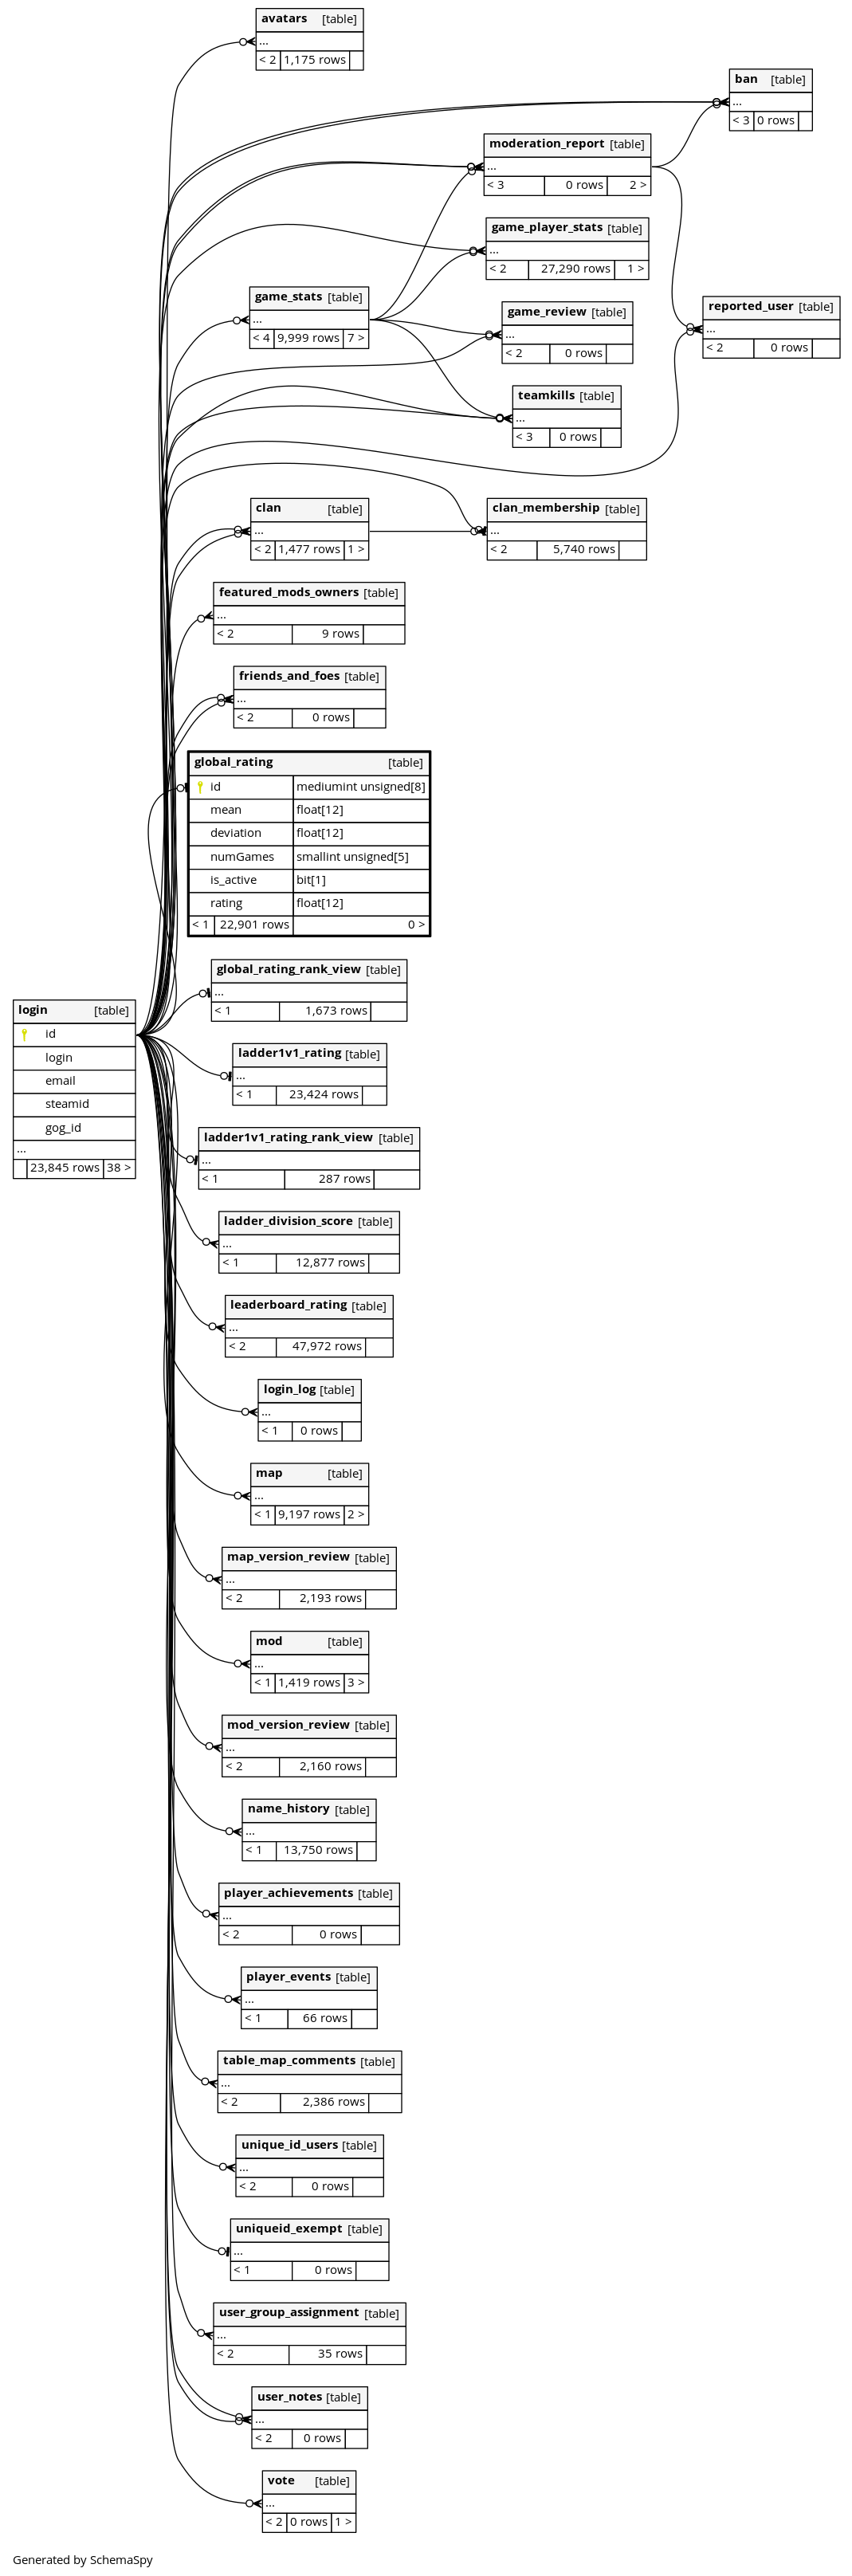 avatars [table]
...
< 2 1,175 rows
ban [table]
...
< 3 0 rows
moderation_report [table]
...
< 3 0 rows 2 >
game_player_stats [table]
...
< 2 27,290 rows 1 >
game_stats [table]
...
< 4 9,999 rows 7 >
game_review [table]
...
< 2 0 rows
reported_user [table]
...
< 2 0 rows
teamkills [table]
...
< 3 0 rows
clan [table]
...
< 2 1,477 rows 1 >
clan_membership [table]
...
< 2 5,740 rows
featured_mods_owners [table]
...
< 2 9 rows
friends_and_foes [table]
...
< 2 0 rows
global_rating [table]
id mediumint unsigned[8]
mean float[12]
deviation float[12]
numGames smallint unsigned[5]
is_active bit[1]
rating float[12]
< 1 22,901 rows 0 >
global_rating_rank_view [table]
...
< 1 1,673 rows
login [table]
id
login
email
steamid
gog_id
...
23,845 rows 38 >
ladder1v1_rating [table]
...
< 1 23,424 rows
ladder1v1_rating_rank_view [table]
...
< 1 287 rows
ladder_division_score [table]
...
< 1 12,877 rows
leaderboard_rating [table]
...
< 2 47,972 rows
login_log [table]
...
< 1 0 rows
map [table]
...
< 1 9,197 rows 2 >
map_version_review [table]
...
< 2 2,193 rows
mod [table]
...
< 1 1,419 rows 3 >
mod_version_review [table]
...
< 2 2,160 rows
name_history [table]
...
< 1 13,750 rows
player_achievements [table]
...
< 2 0 rows
player_events [table]
...
< 1 66 rows
table_map_comments [table]
...
< 2 2,386 rows
unique_id_users [table]
...
< 2 0 rows
uniqueid_exempt [table]
...
< 1 0 rows
user_group_assignment [table]
...
< 2 35 rows
user_notes [table]
...
< 2 0 rows
vote [table]
...
< 2 0 rows 1 >
Generated by SchemaSpy